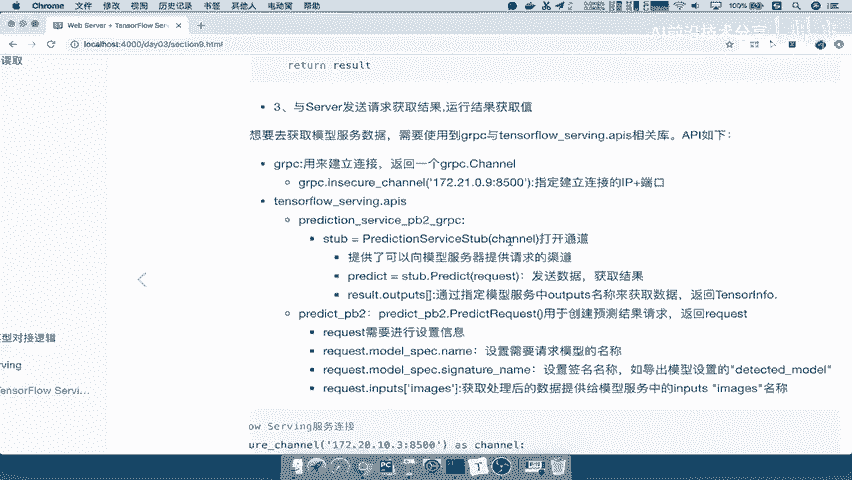 Chrome 文件 修改 视图 历史记录 书签 其他人 电动窝 窗口 帮助
100%
Web Server + TensorFlow Ser
localhost:4000/day03/section9.html
AI前沿技术分享
读取
return result
3、与Server发送请求获取结果,运行结果获取值
想要去获取模型服务数据，需要使用到grpc与tensorflow_serving.apis相关库。API如下：
grpc:用来建立连接，返回一个grpc.Channel
grpc.insecure_channel('172.21.0.9:8500'):指定建立连接的IP+端口
tensorflow_serving.apis
prediction_service_pb2_grpc:
stub = PredictionServiceStub(channel)打开通道
提供了可以向模型服务器提供请求的渠道
predict = stub.Predict(request)：发送数据，获取结果
result.outputs[]:通过指定模型服务中outputs名称来获取数据，返回TensorInfo.
predict_pb2：predict_pb2.PredictRequest()用于创建预测结果请求，返回request
request需要进行设置信息
request.model_spec.name：设置需要请求模型的名称
型对接逻辑
request.model_spec.signature_name：设置签名名称，如导出模型设置的"detected_model"
rving
request.inputs['images']:获取处理后的数据提供给模型服务中的inputs "images"名称
TensorFlow Servi...
ow Serving服务连接
ure_channel('172.20.10.3:8500') as channel: